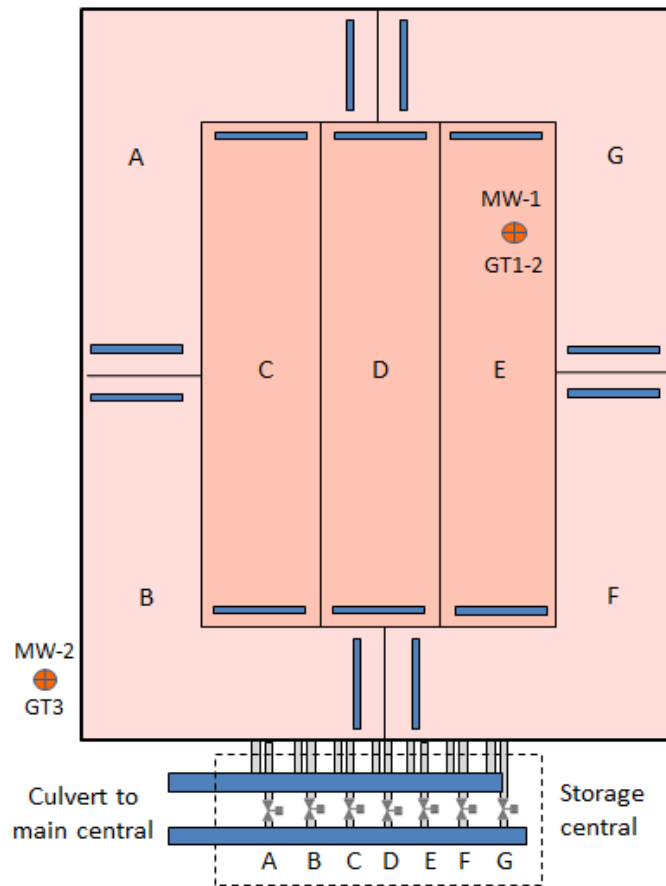 A
G
MW-1
GT1-2
C
D
E
B
F
MW-2
GT3
Culvert to
main central
Storage
central
A B C D E F G